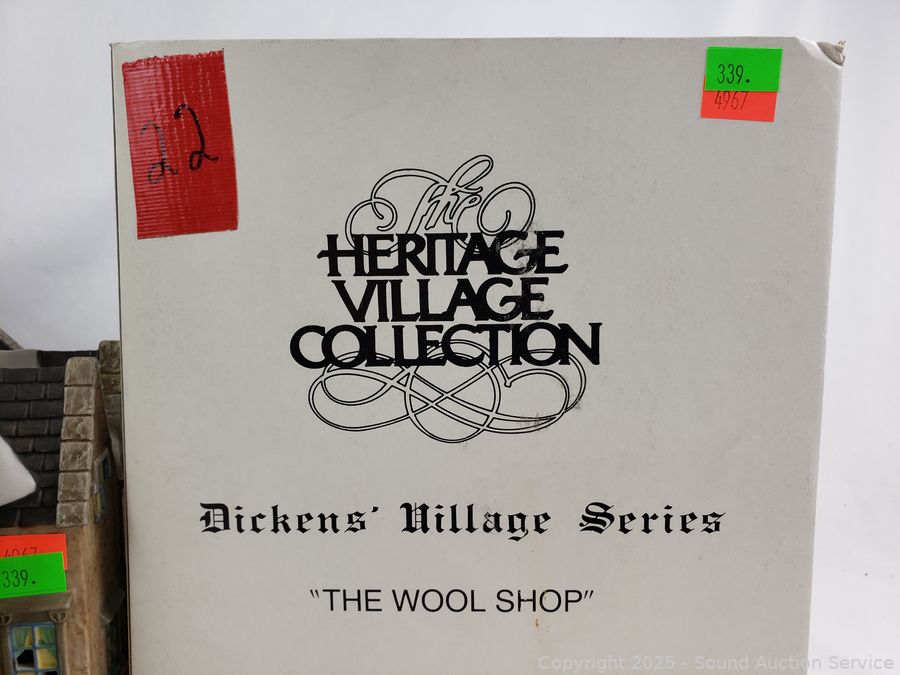 22
339.
4967
The
HERITAGE
VILLAGE
COLLECTION
Dickens' Village Series
"THE WOOL SHOP"
4967
339.
Copyright 2025 - Sound Auction Service